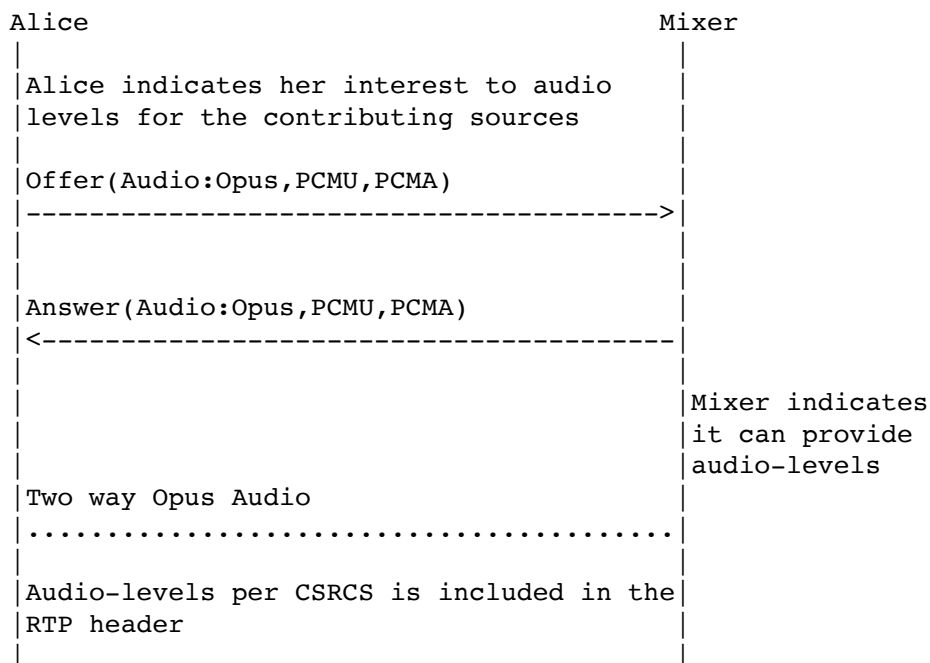 Alice Mixer
Alice indicates her interest to audio
levels for the contributing sources
Offer(Audio:Opus,PCMU,PCMA)
Answer(Audio:Opus,PCMU,PCMA)
Mixer indicates
it can provide
audio-levels
Two way Opus Audio
Audio-levels per CSRCS is included in the
RTP header